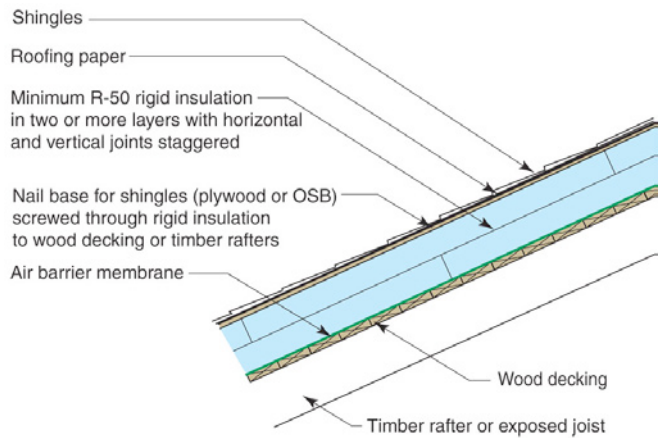 Shingles
Roofing paper
Minimum R-50 rigid insulation
in two or more layers with horizontal
and vertical joints staggered
Nail base for shingles (plywood or OSB)
screwed through rigid insulation
to wood decking or timber rafters
Air barrier membrane
Wood decking
Timber rafter or exposed joist